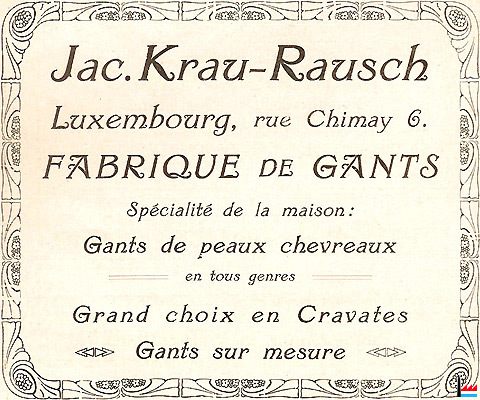 Jac. Krau-Rausch
Luxembourg, rue Chimay 6.
FABRIQUE DE GANTS
Spécialité de la maison:
Gants de peaux chevreaux
en tous genres
Grand choix en Cravates
Gants sur mesure